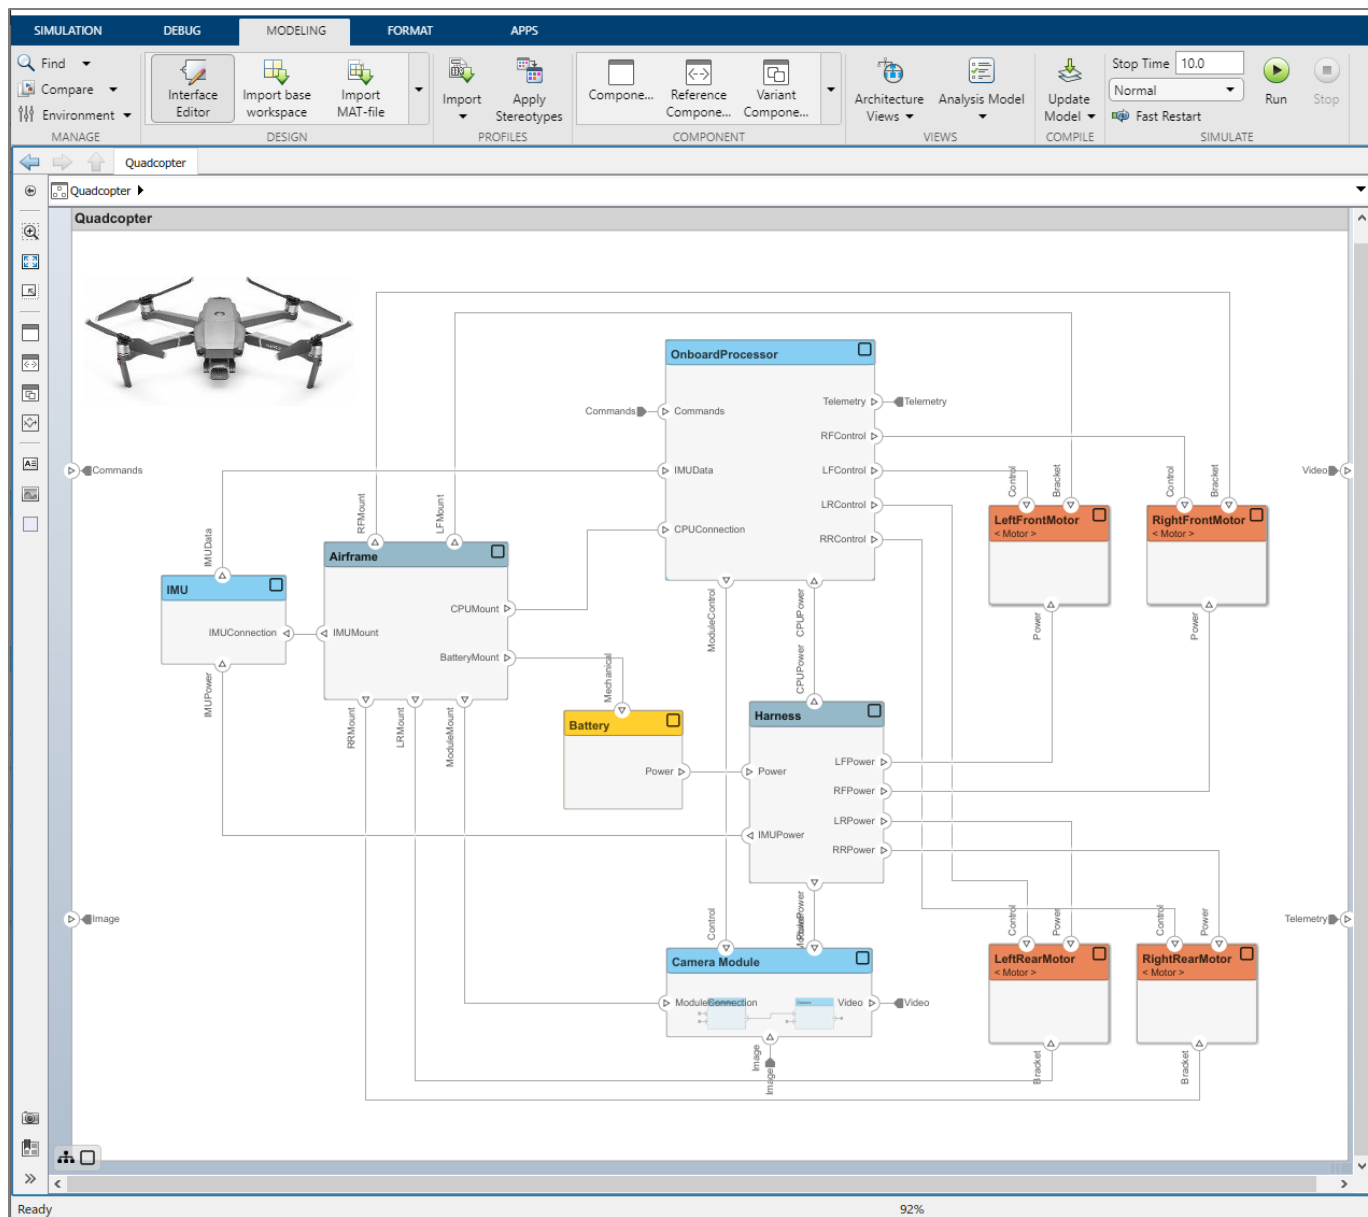 SIMULATION DEBUG MODELING FORMAT APPS
Find
Compare
Environment
MANAGE
Interface
Editor
Import base
workspace
Import
MAT-file
DESIGN
Import
Apply
Stereotypes
PROFILES
Compone...
Reference
Compone...
Variant
Compone...
COMPONENT
Architecture
Views
Analysis Model
VIEWS
Update
Model
COMPILE
Stop Time 10.0
Normal
Fast Restart
Run
Stop
SIMULATE
Quadcopter
Quadcopter
Quadcopter
Commands
Image
Video
Telemetry
OnboardProcessor
Commands
Commands
Telemetry
Telemetry
RFControl
IMUData
LFControl
LRControl
CPUConnection
RRControl
ModuleControl
CPUPower
CPUPower
RFMount
LFMount
Airframe
CPUMount
IMUMount
BatteryMount
RRMount
LRMount
ModuleMount
IMUData
IMU
IMUConnection
IMUPower
Mechanical
Battery
Power
Harness
Power
LFPower
RFPower
LRPower
IMUPower
RRPower
Control
Bracket
LeftFrontMotor
< Motor >
Power
Control
Bracket
RightFrontMotor
< Motor >
Power
Control
Camera Module
ModuleConnection
Video
Video
Image
Image
Control
Power
LeftRearMotor
< Motor >
Bracket
Control
Power
RightRearMotor
< Motor >
Bracket
Ready
92%